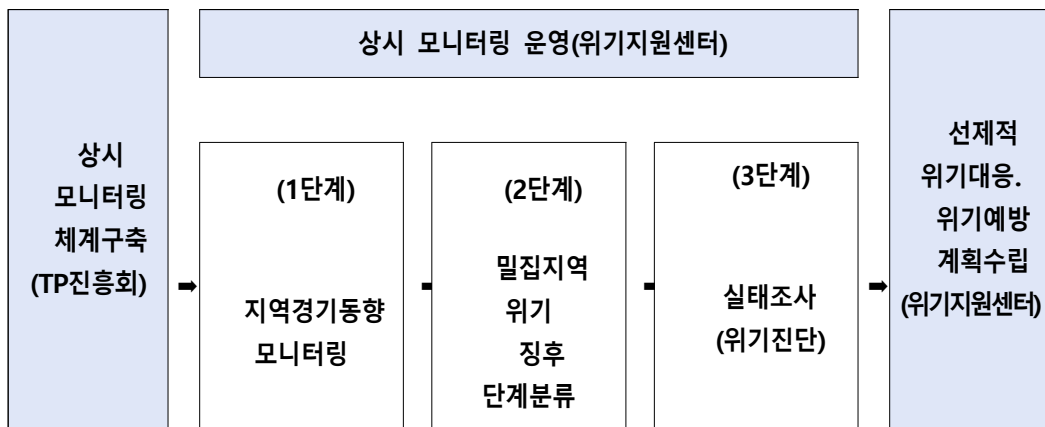 상시 모니터링 운영(위기지원센터)
상시
모니터링
체계구축
(TP진흥회)
(1단계)
지역경기동향
모니터링
(2단계)
밀집지역
위기
징후
단계분류
(3단계)
실태조사
(위기진단)
선제적
위기대응.
위기예방
계획수립
(위기지원센터)